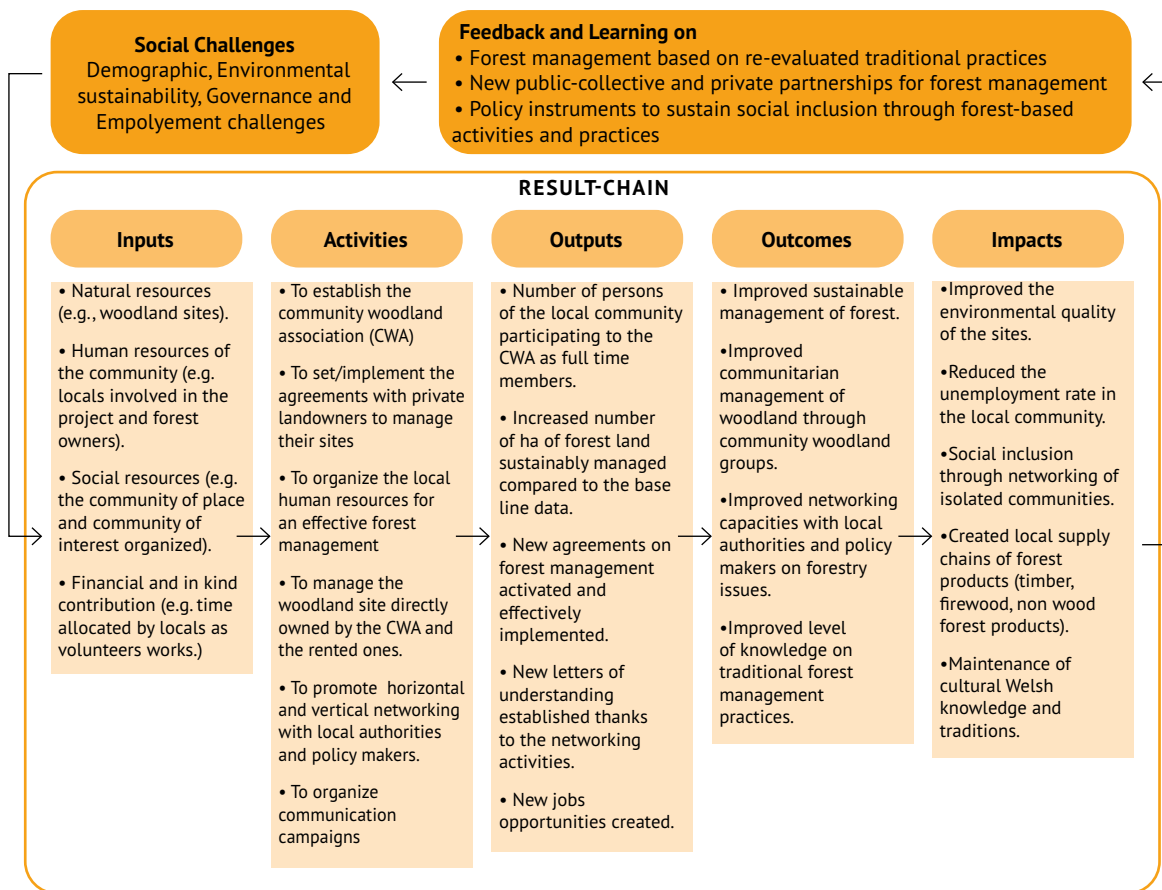 Social Challenges
Demographic, Environmental
sustainability, Governance and
Empolyement challenges
Feedback and Learning on
• Forest management based on re-evaluated traditional practices
• New public-collective and private partnerships for forest management
• Policy instruments to sustain social inclusion through forest-based
activities and practices
RESULT-CHAIN
Inputs
• Natural resources
(e.g., woodland sites).
• Human resources of
the community (e.g.
locals involved in the
project and forest
owners).
• Social resources (e.g.
the community of place
and community of
interest organized).
• Financial and in kind
contribution (e.g. time
allocated by locals as
volunteers works.)
Activities
• To establish the
community woodland
association (CWA)
• To set/implement the
agreements with private
landowners to manage
their sites
• To organize the local
human resources for
an effective forest
management
• To manage the
woodland site directly
owned by the CWA and
the rented ones.
• To promote horizontal
and vertical networking
with local authorities
and policy makers.
• To organize
communication
campaigns
Outputs
• Number of persons
of the local community
participating to the
CWA as full time
members.
• Increased number
of ha of forest land
sustainably managed
compared to the base
line data.
• New agreements on
forest management
activated and
effectively
implemented.
• New letters of
understanding
established thanks
to the networking
activities.
• New jobs
opportunities created.
Outcomes
• Improved sustainable
management of forest.
•Improved
communitarian
management of
woodland through
community woodland
groups.
•Improved networking
capacities with local
authorities and policy
makers on forestry
issues.
•Improved level
of knowledge on
traditional forest
management
practices.
Impacts
•Improved the
environmental quality
of the sites.
•Reduced the
unemployment rate in
the local community.
•Social inclusion
through networking of
isolated communities.
•Created local supply
chains of forest
products (timber,
firewood, non wood
forest products).
•Maintenance of
cultural Welsh
knowledge and
traditions.